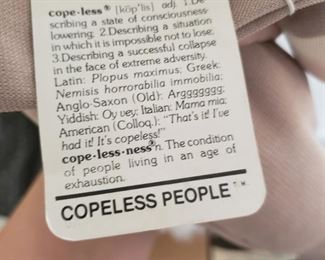 cope·less® [kōp'lis] adj. 1.De-
scribing a state of consciousness-
lowering; 2.Describing a situation
in which it is impossible not to lose;
3.Describing a successful collapse
in the face of extreme adversity.
Latin: Plopus maximus; Greek:
Nemisis horrorabilia immobilia;
Anglo-Saxon (Old): Arggggggg;
Yiddish: Oy vey; Italian: Mama mia;
American (Colloq.): "That's it! I've
had it! It's copeless!"
cope·less·ness® n. The condition
of people living in an age of
exhaustion.
COPELESS PEOPLE™